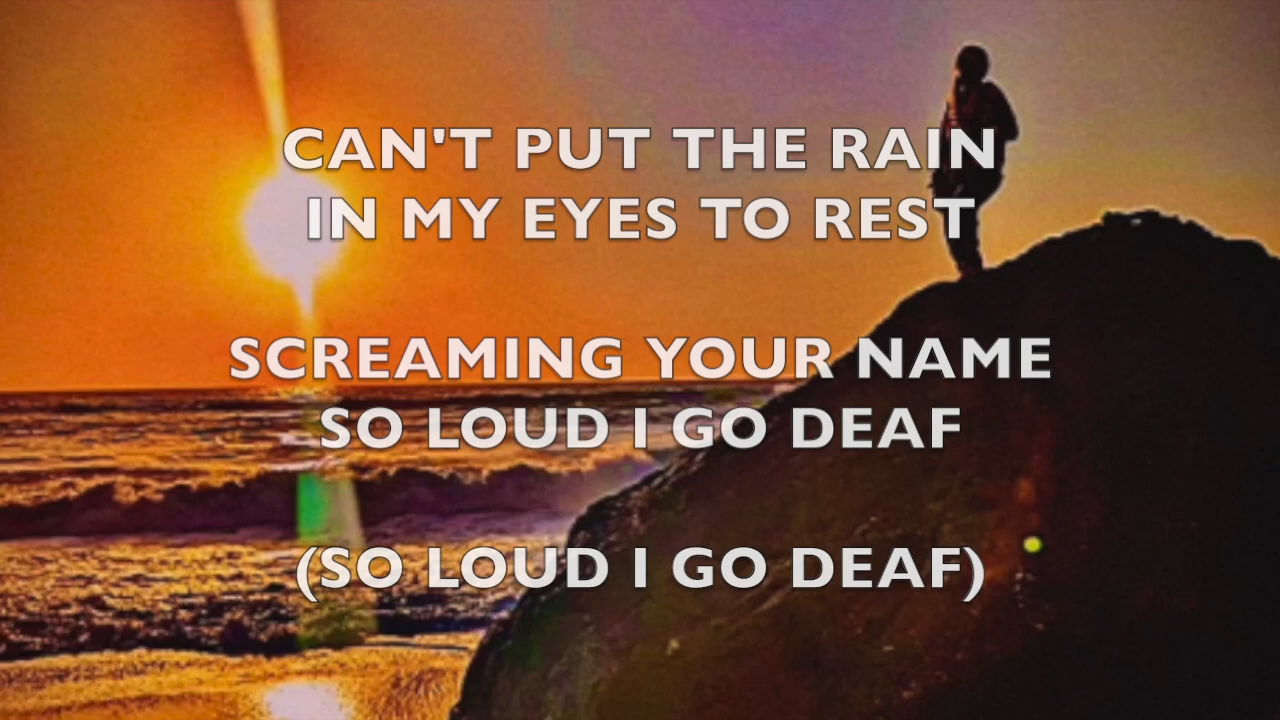 CAN'T PUT THE RAIN
IN MY EYES TO REST
SCREAMING YOUR NAME
SO LOUD I GO DEAF
(SO LOUD I GO DEAF)